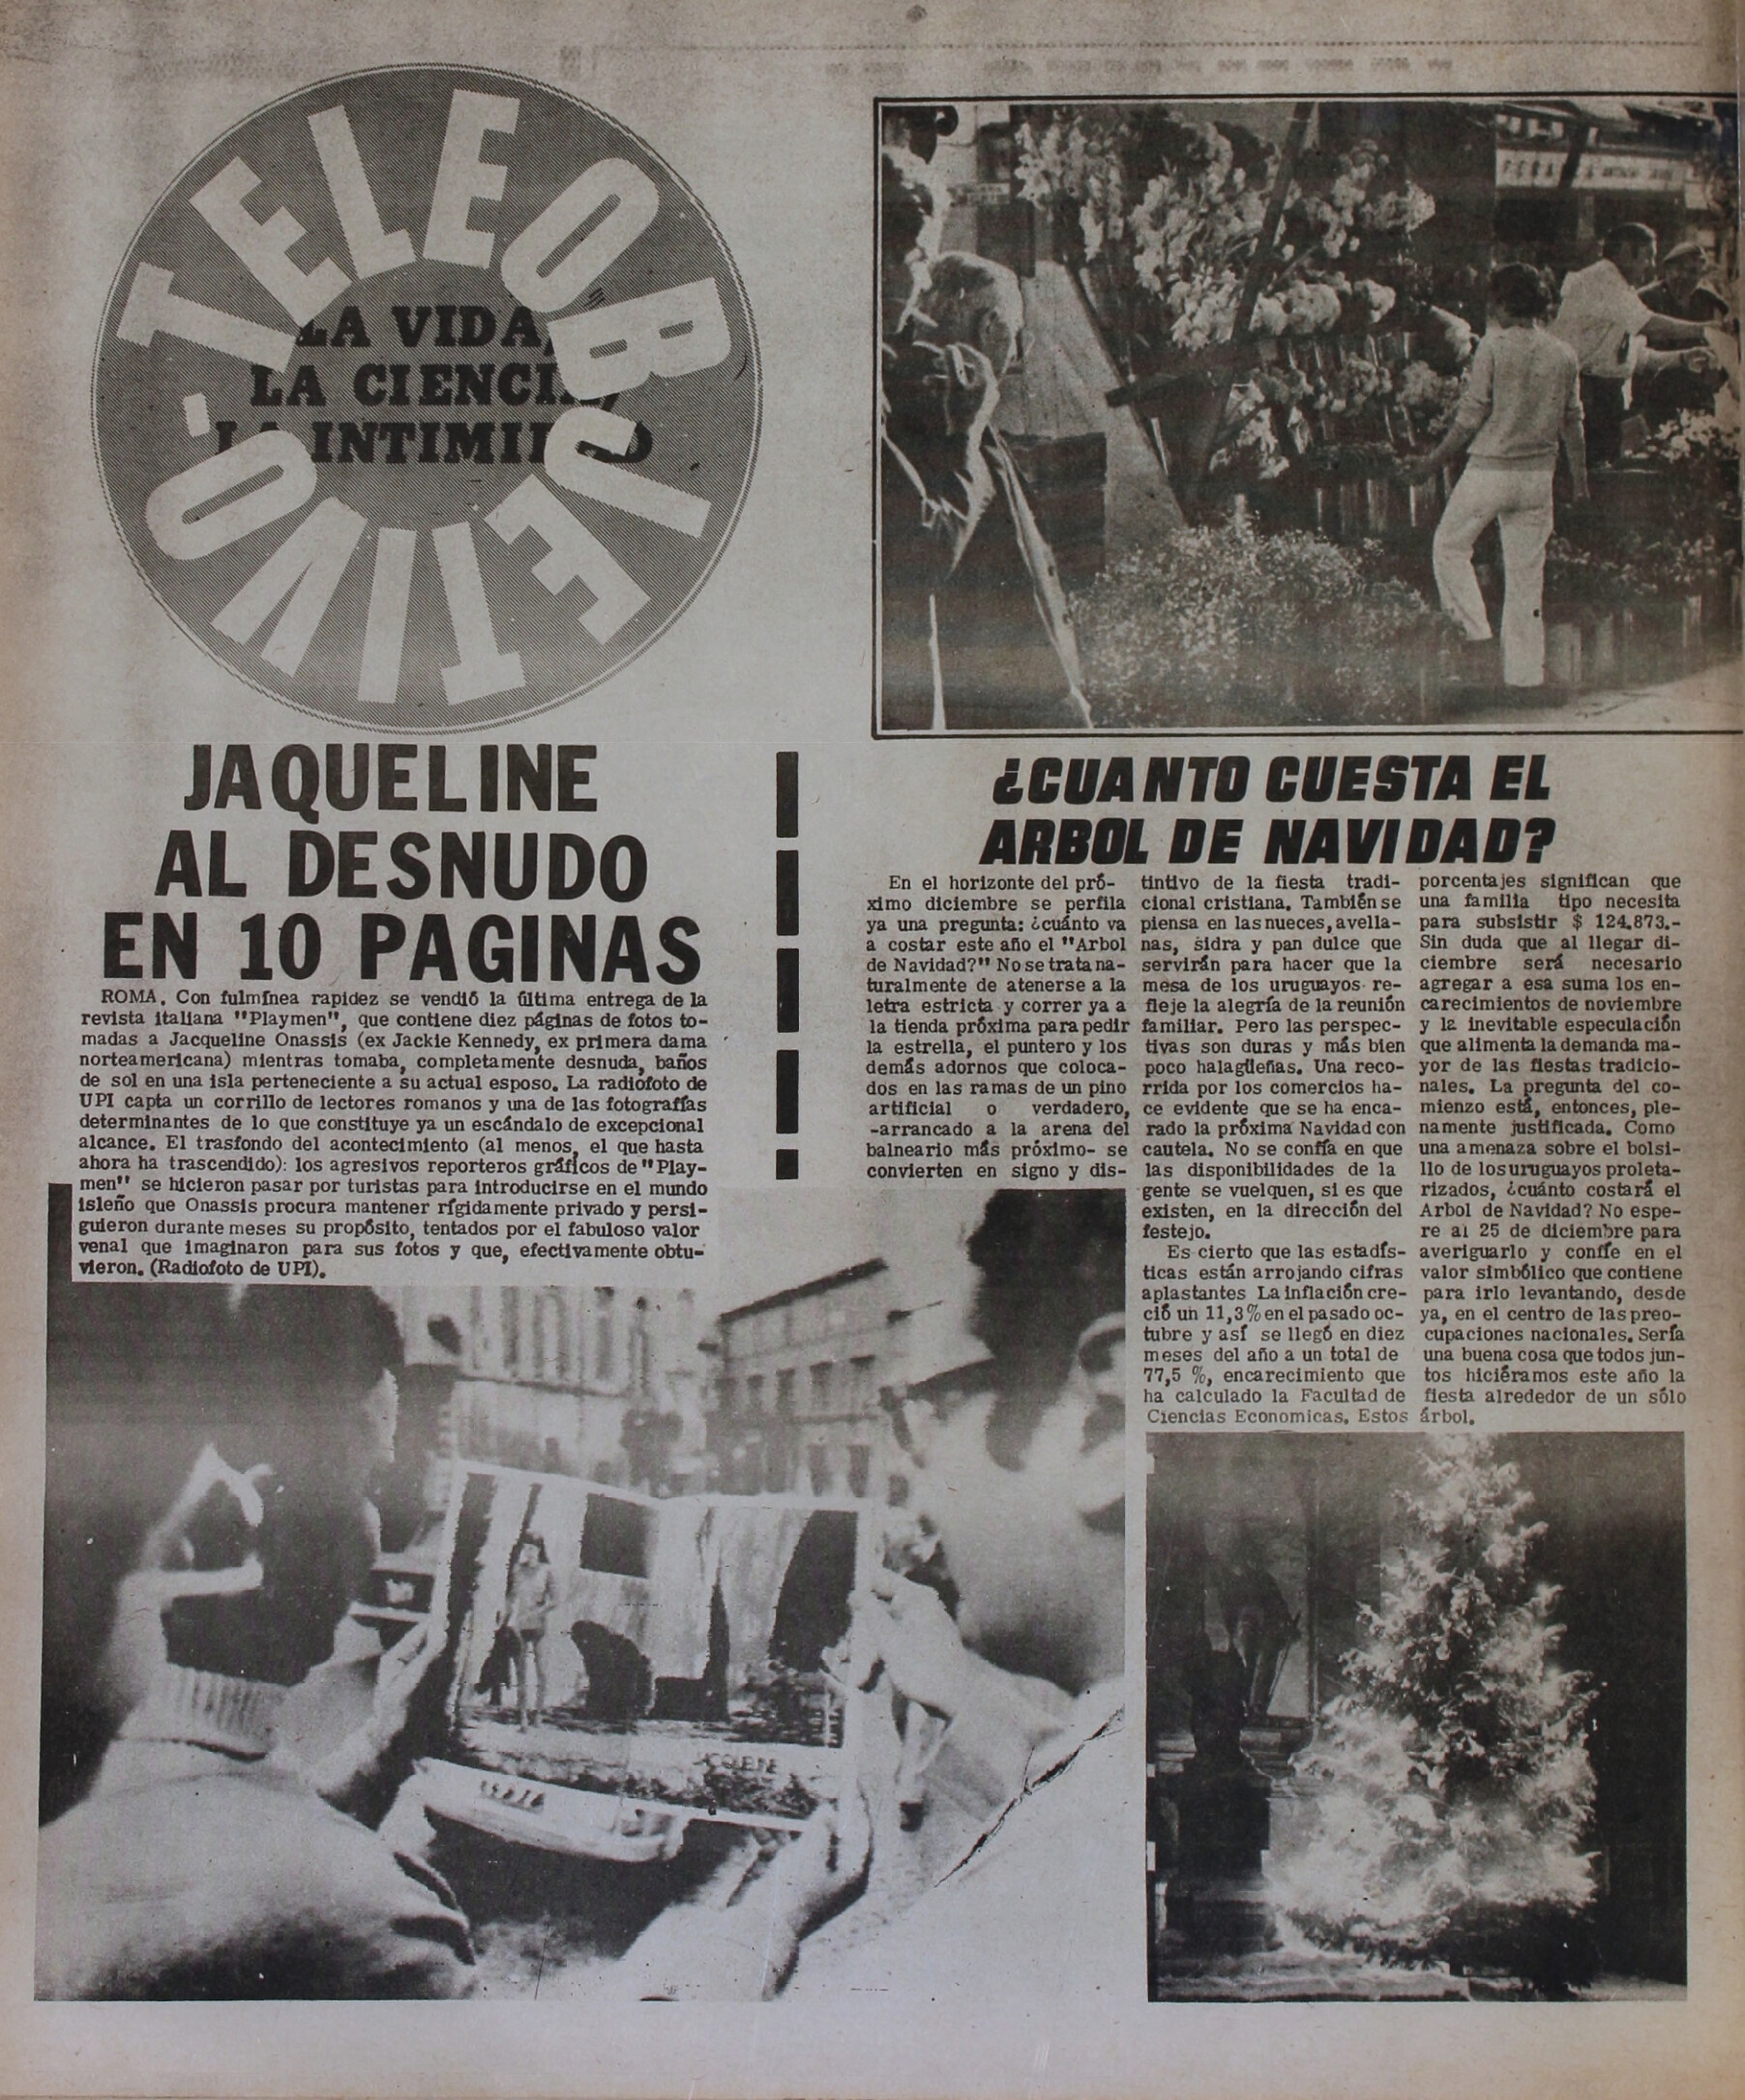 TELEOBJETIVO
LA VIDA,
LA CIENCIA,
LA INTIMIDAD
JAQUELINE
AL DESNUDO
EN 10 PAGINAS
ROMA. Con fulmínea rapidez se vendió la última entrega de la
revista italiana "Playmen", que contiene diez páginas de fotos to-
madas a Jacqueline Onassis (ex Jackie Kennedy, ex primera dama
norteamericana) mientras tomaba, completamente desnuda, baños
de sol en una isla perteneciente a su actual esposo. La radiofoto de
UPI capta un corrillo de lectores romanos y una de las fotografías
determinantes de lo que constituye ya un escándalo de excepcional
alcance. El trasfondo del acontecimiento (al menos, el que hasta
ahora ha trascendido): los agresivos reporteros gráficos de "Play-
men" se hicieron pasar por turistas para introducirse en el mundo
isleño que Onassis procura mantener rígidamente privado y persi-
guieron durante meses su propósito, tentados por el fabuloso valor
venal que imaginaron para sus fotos y que, efectivamente obtu-
vieron. (Radiofoto de UPI).
¿CUANTO CUESTA EL
ARBOL DE NAVIDAD?
En el horizonte del pró-
ximo diciembre se perfila
ya una pregunta: ¿cuánto va
a costar este año el "Arbol
de Navidad?" No se trata na-
turalmente de atenerse a la
letra estricta y correr ya a
la tienda próxima para pedir
la estrella, el puntero y los
demás adornos que coloca-
dos en las ramas de un pino
artificial o verdadero,
-arrancado a la arena del
balneario más próximo- se
convierten en signo y dis-
tintivo de la fiesta tradi-
cional cristiana. También se
piensa en las nueces, avella-
nas, sidra y pan dulce que
servirán para hacer que la
mesa de los uruguayos re-
fleje la alegría de la reunión
familiar. Pero las perspec-
tivas son duras y más bien
poco halagüeñas. Una reco-
rrida por los comercios ha-
ce evidente que se ha enca-
rado la próxima Navidad con
cautela. No se confía en que
las disponibilidades de la
gente se vuelquen, si es que
existen, en la dirección del
festejo.
Es cierto que las estadís-
ticas están arrojando cifras
aplastantes La inflación cre-
ció un 11,3% en el pasado oc-
tubre y así se llegó en diez
meses del año a un total de
77,5 %, encarecimiento que
ha calculado la Facultad de
Ciencias Economicas. Estos
porcentajes significan que
una familia tipo necesita
para subsistir $ 124.873.-
Sin duda que al llegar di-
ciembre será necesario
agregar a esa suma los en-
carecimientos de noviembre
y la inevitable especulación
que alimenta la demanda ma-
yor de las fiestas tradicio-
nales. La pregunta del co-
mienzo está, entonces, ple-
namente justificada. Como
una amenaza sobre el bolsi-
llo de los uruguayos proleta-
rizados, ¿cuánto costará el
Arbol de Navidad? No espe-
re al 25 de diciembre para
averiguarlo y confíe en el
valor simbólico que contiene
para irlo levantando, desde
ya, en el centro de las preo-
cupaciones nacionales. Sería
una buena cosa que todos jun-
tos hiciéramos este año la
fiesta alrededor de un sólo
árbol.